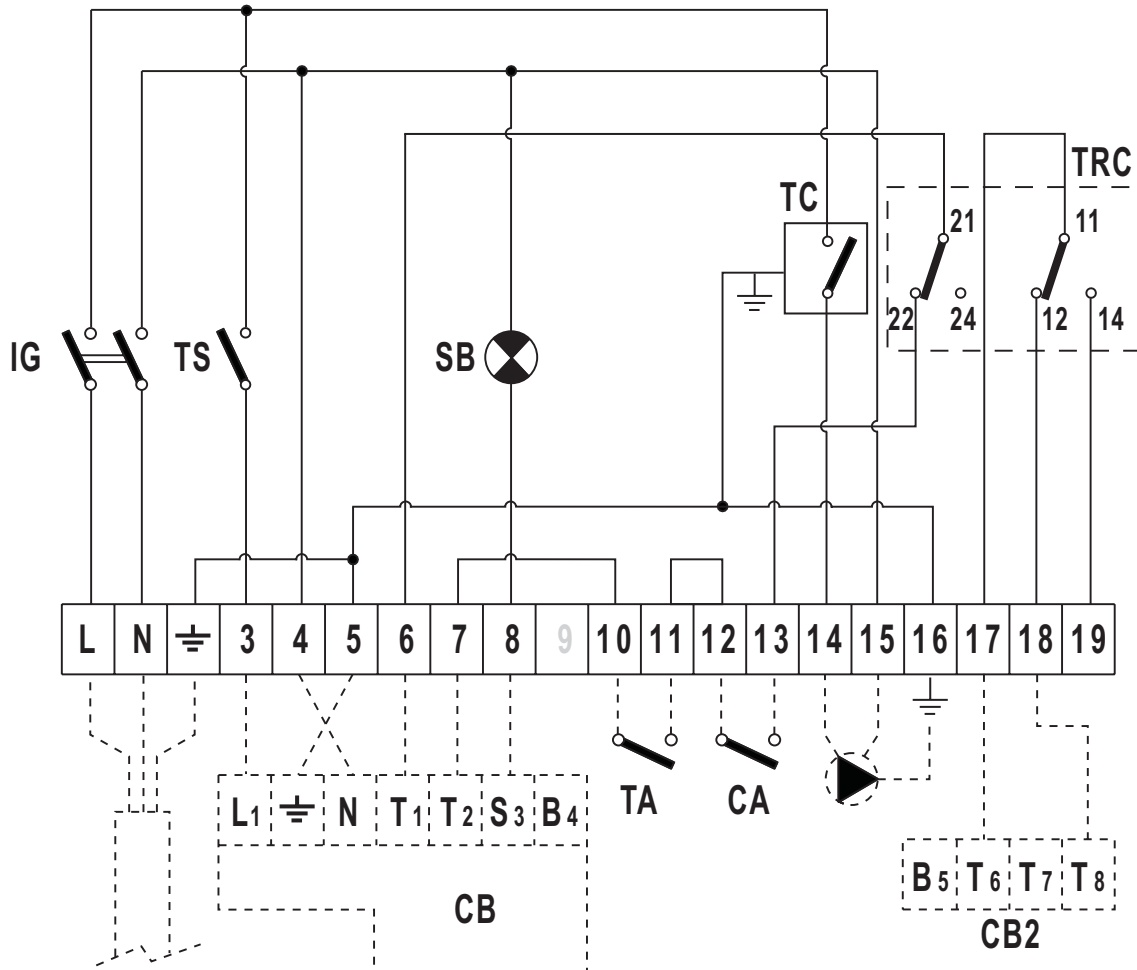 TRC
TC
21 11
22 24 12 14
IG TS SB
L N 3 4 5 6 7 8 9 10 11 12 13 14 15 16 17 18 19
TA CA
L1 N T1 T2 S3 B4
CB
B5 T6 T7 T8
CB2